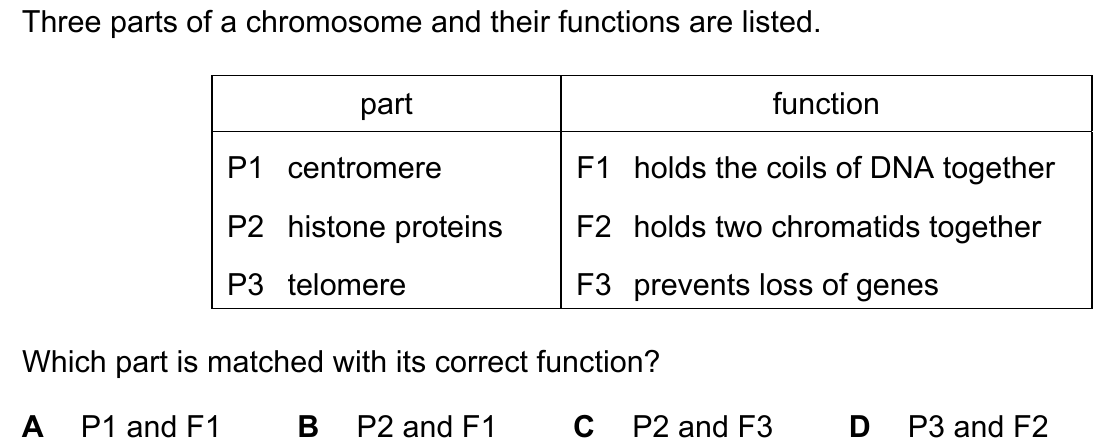 Three parts of a chromosome and their functions are listed.
part function
P1 centromere F1 holds the coils of DNA together
P2 histone proteins F2 holds two chromatids together
P3 telomere F3 prevents loss of genes
Which part is matched with its correct function?
A P1 and F1 B P2 and F1 C P2 and F3 D P3 and F2